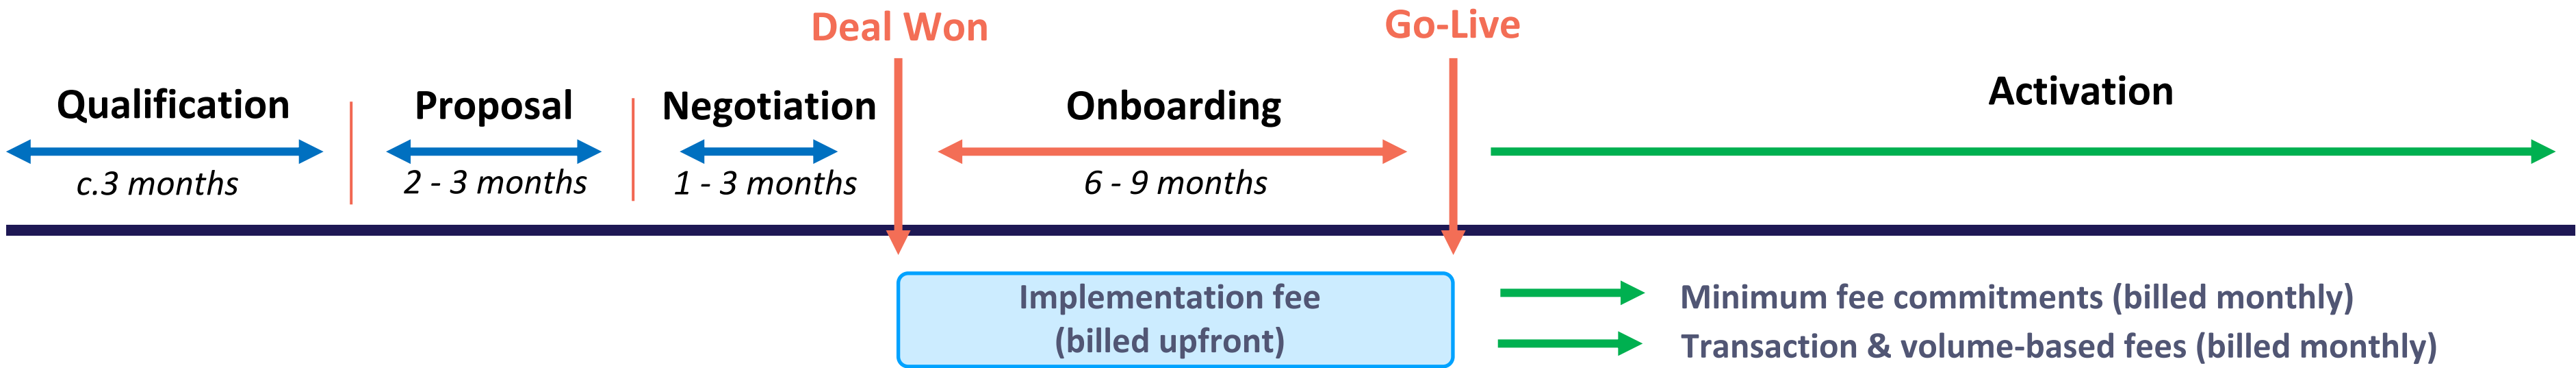 Deal Won
Go-Live
Qualification
Proposal
Negotiation
Onboarding
Activation
c.3 months
2 - 3 months
1 - 3 months
6 - 9 months
Implementation fee
(billed upfront)
Minimum fee commitments (billed monthly)
Transaction & volume-based fees (billed monthly)